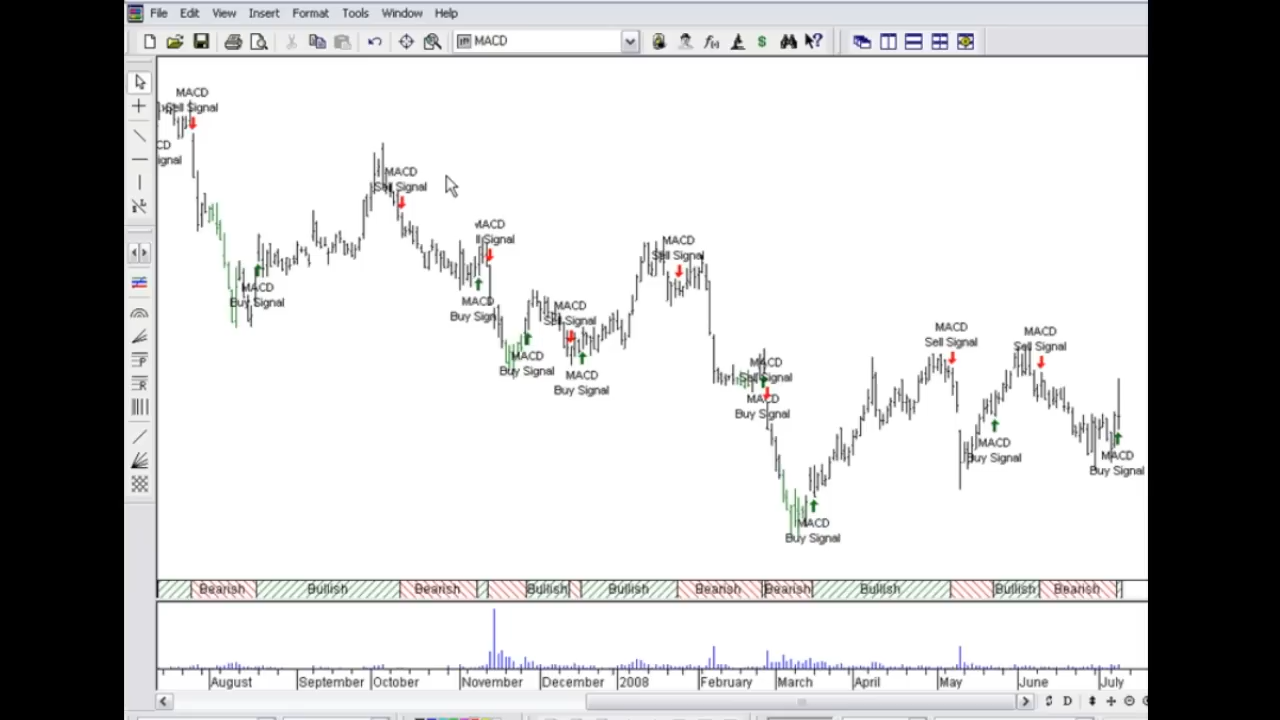 File Edit View Insert Format Tools Window Help
MACD
MACD
Sell Signal
CD
ignal
MACD
Buy Signal
MACD
Sell Signal
MACD
ll Signal
MACD
Buy Signal
MACD
Buy Signal
MACD
Sell Signal
MACD
Buy Signal
MACD
Sell Signal
MACD
Sell Signal
MACD
Buy Signal
MACD
Buy Signal
MACD
Sell Signal
MACD
Buy Signal
MACD
Sell Signal
MACD
Buy Signal
Bearish Bullish Bearish Bullish Bullish Bearish Bearish Bullish Bullish Bearish
August September October November December 2008 February March April May June July